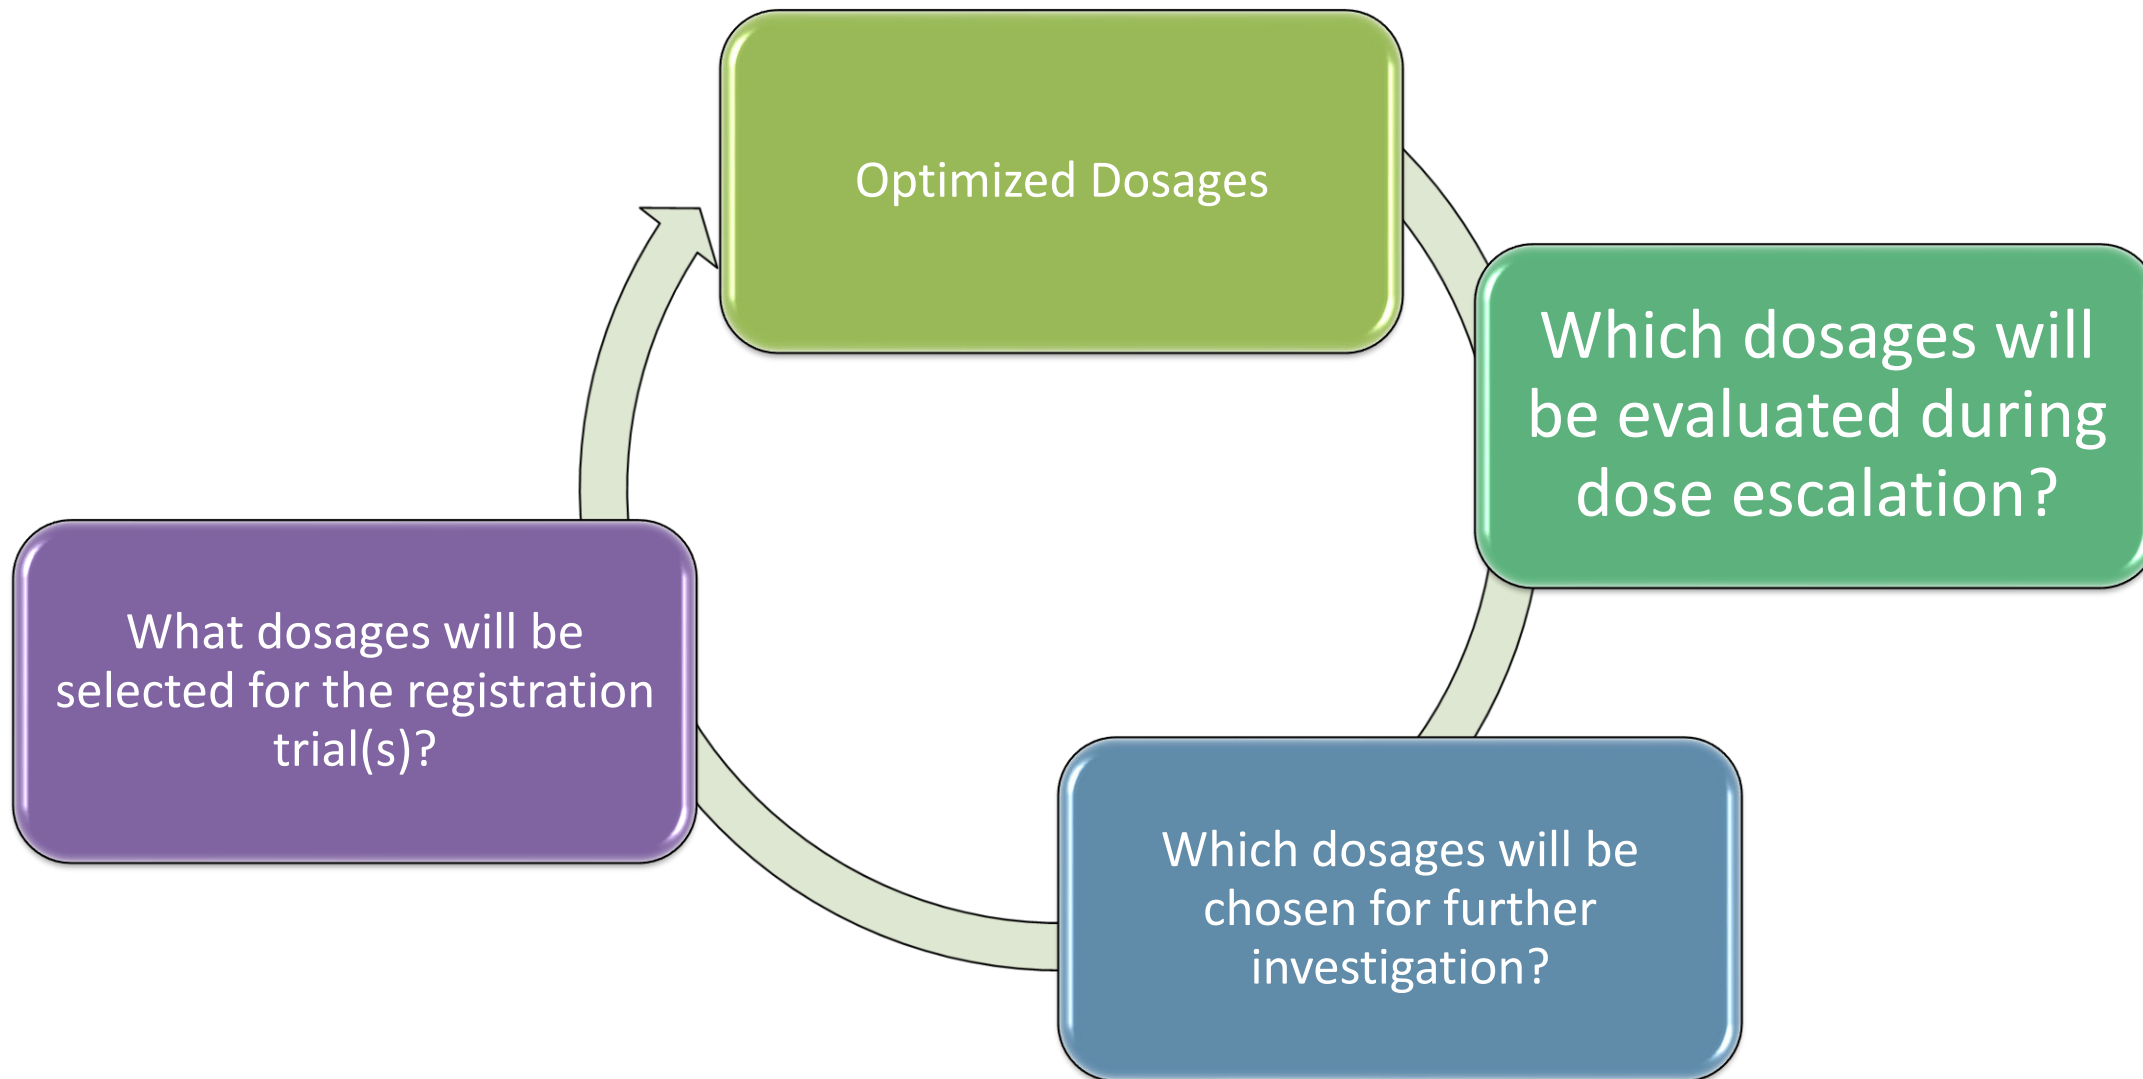 Optimized Dosages
Which dosages will
be evaluated during
dose escalation?
Which dosages will be
chosen for further
investigation?
What dosages will be
selected for the registration
trial(s)?